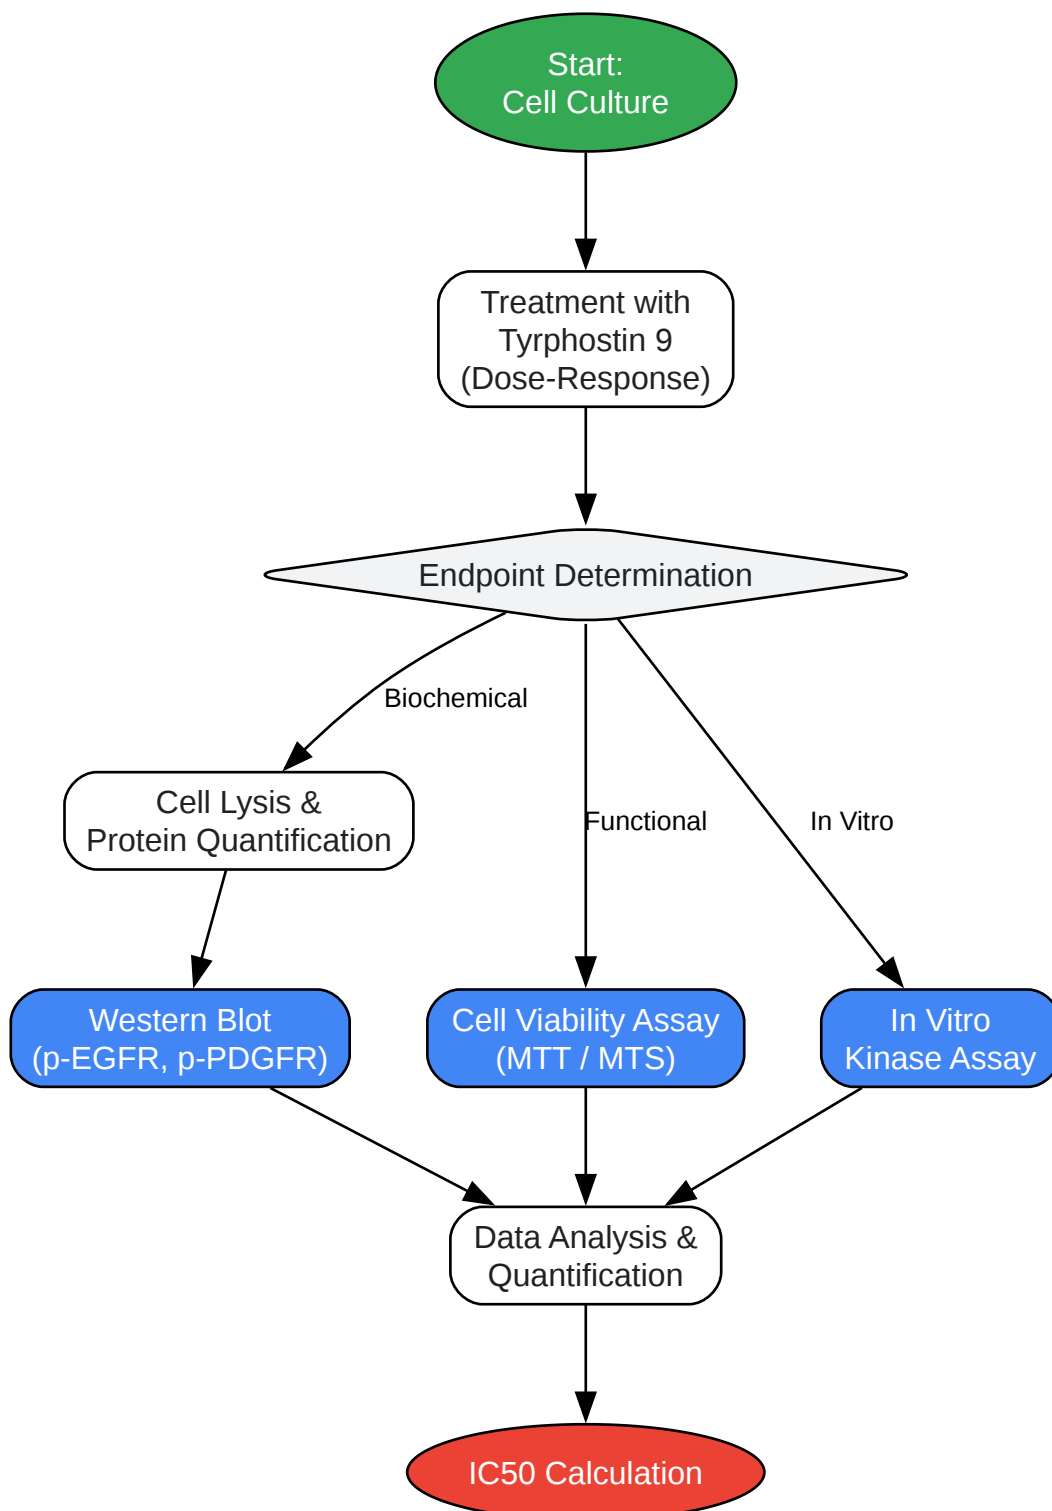 Start:
Cell Culture
Treatment with
Tyrphostin 9
(Dose-Response)
Endpoint Determination
Biochemical
Cell Lysis &
Protein Quantification
Functional
In Vitro
Western Blot
(p-EGFR, p-PDGFR)
Cell Viability Assay
(MTT / MTS)
In Vitro
Kinase Assay
Data Analysis &
Quantification
IC50 Calculation